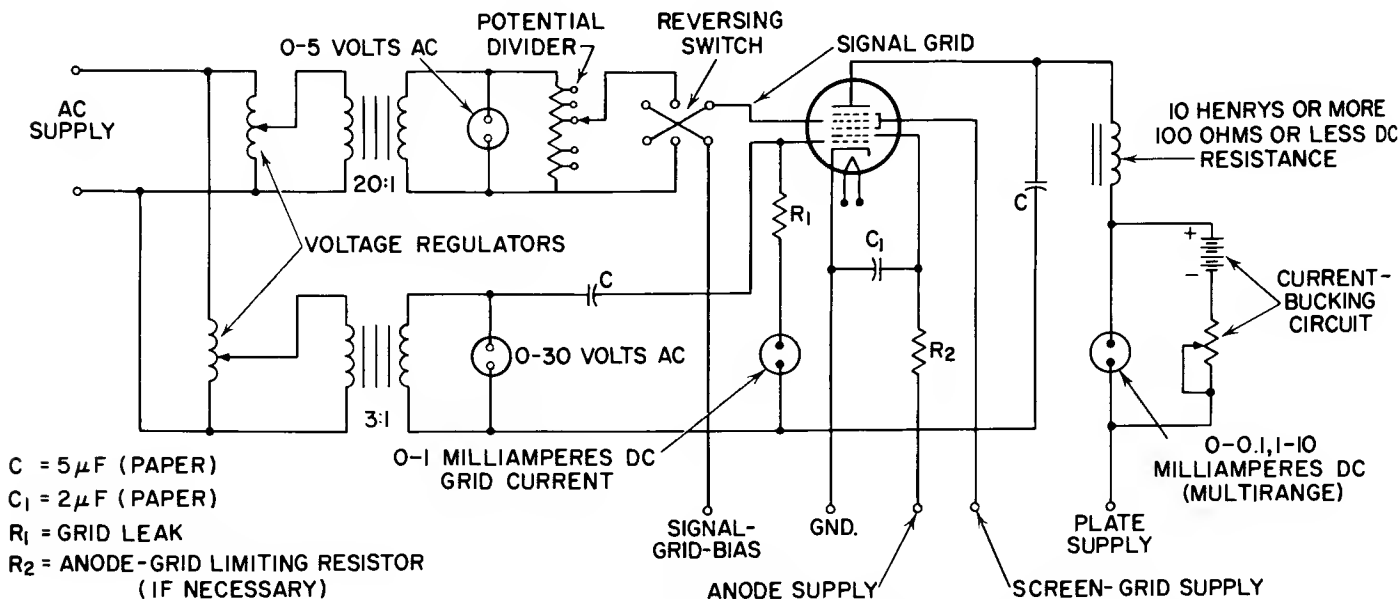 AC
SUPPLY
0-5 VOLTS AC
POTENTIAL
DIVIDER
REVERSING
SWITCH
SIGNAL GRID
10 HENRYS OR MORE
100 OHMS OR LESS DC
RESISTANCE
20:1
R1
C1
C
VOLTAGE REGULATORS
C
+
−
CURRENT-
BUCKING
CIRCUIT
0-30 VOLTS AC
R2
3:1
0-1 MILLIAMPERES DC
GRID CURRENT
0-0.1, 1-10
MILLIAMPERES DC
(MULTIRANGE)
C = 5µF (PAPER)
C1 = 2µF (PAPER)
R1 = GRID LEAK
R2 = ANODE-GRID LIMITING RESISTOR
(IF NECESSARY)
SIGNAL-
GRID-BIAS
GND.
PLATE
SUPPLY
ANODE SUPPLY
SCREEN-GRID SUPPLY